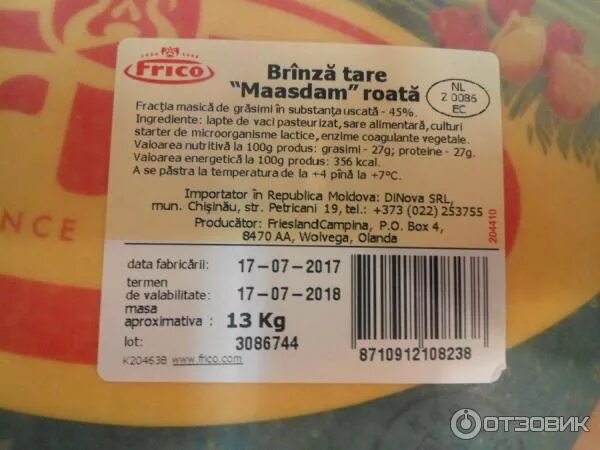 Frico
Brînză tare
"Maasdam" roată
NL
Z 0086
EC
Fracţia masică de grăsimi în substanţa uscată - 45%.
Ingrediente: lapte de vaci pasteurizat, sare alimentară, culturi
starter de microorganisme lactice, enzime coagulante vegetale.
Valoarea nutritivă la 100g produs: grasimi - 27g; proteine - 27g.
Valoarea energetică la 100g produs: 356 kcal.
A se păstra la temperatura de la +4 pînă la +7°C.
Importator în Republica Moldova: DiNova SRL,
mun. Chişinău, str. Petricani 19, tel.: +373 (022) 253755
Producător: FrieslandCampina, P.O. Box 4,
8470 AA, Wolvega, Olanda
204410
ENCE
data fabricării: 17-07-2017
termen
de valabilitate: 17-07-2018
masa
aproximativa : 13 Kg
lot: 3086744
K204638 www.frico.com
8710912108238
ОТЗОВИК